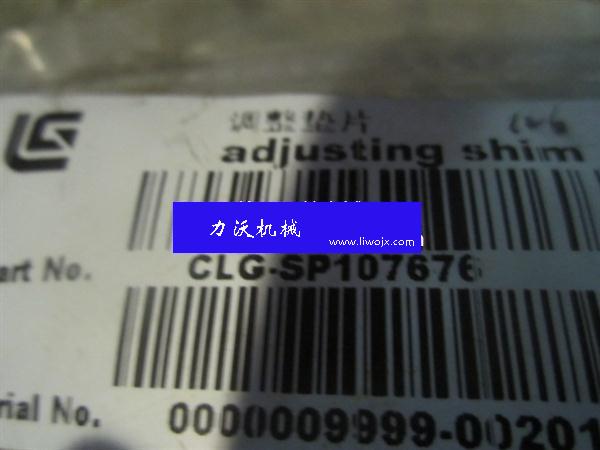 调整垫片
adjusting shim
力沃机械
www.liwojx.com
art No. CLG-SP107676
rial No. 0000009999-00201